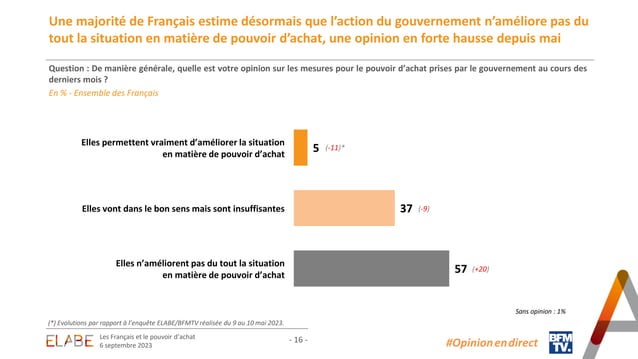 Une majorité de Français estime désormais que l’action du gouvernement n’améliore pas du
tout la situation en matière de pouvoir d’achat, une opinion en forte hausse depuis mai
Question : De manière générale, quelle est votre opinion sur les mesures pour le pouvoir d’achat prises par le gouvernement au cours des
derniers mois ?
En % - Ensemble des Français
Elles permettent vraiment d’améliorer la situation
en matière de pouvoir d’achat
5 (-11)*
Elles vont dans le bon sens mais sont insuffisantes
37 (-9)
Elles n’améliorent pas du tout la situation
en matière de pouvoir d’achat
57 (+20)
Sans opinion : 1%
(*) Evolutions par rapport à l’enquête ELABE/BFMTV réalisée du 9 au 10 mai 2023.
ELABE
Les Français et le pouvoir d’achat
6 septembre 2023
- 16 -
#Opinion en direct
BFM
TV.